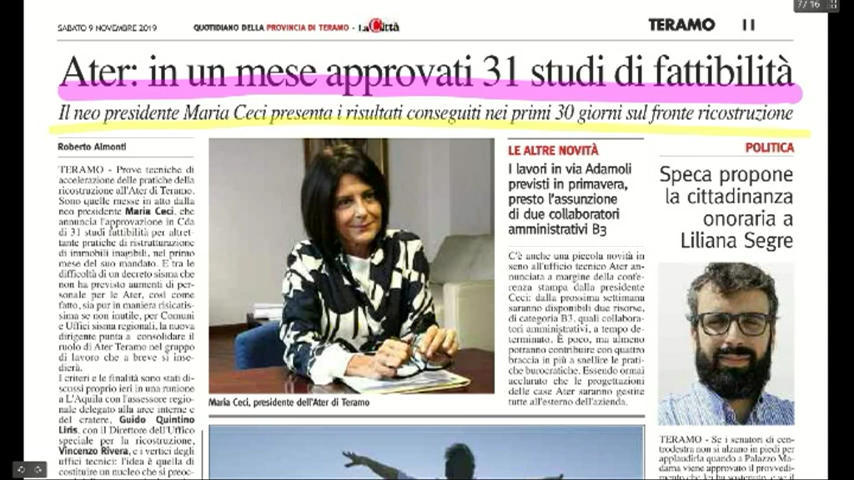 7/16
SABATO 9 NOVEMBRE 2019
QUOTIDIANO DELLA PROVINCIA DI TERAMO - La Città
TERAMO 11
Ater: in un mese approvati 31 studi di fattibilità
Il neo presidente Maria Ceci presenta i risultati conseguiti nei primi 30 giorni sul fronte ricostruzione
Roberto Almonti
TERAMO - Prove tecniche di
accelerazione delle pratiche della
ricostruzione all'Ater di Teramo.
Sono quelle messe in atto dalla
neo presidente Maria Ceci, che
annuncia l'approvazione in Cda
di 31 studi fattibilità per altret-
tante pratiche di ristrutturazione
di immobili inagibili, nel
primo mese del suo mandato. E tra le
difficoltà di un decreto sisma che
non ha previsto aumenti di per-
sonale per le Ater, così come
fatto, sia pur in maniera risicatis-
sima se non inutile, per Comuni
e Uffici sisma regionali, la nuova
dirigente punta a consolidare il
ruolo di Ater Teramo nel gruppo
di lavoro che a breve si inse-
dierà.
I criteri e le finalità sono stati di-
scussi proprio ieri in una riunione
a L'Aquila con l'assessore regio-
nale delegato alla aree interne e
del cratere, Guido Quintino
Liris, con il Direttore dell'Ufficio
speciale per la ricostruzione,
Vincenzo Rivera, e i vertici degli
uffici tecnici: l'idea è quella di
costituire un nucleo che si preoc-
Maria Ceci, presidente dell'Ater di Teramo
LE ALTRE NOVITÀ
I lavori in via Adamoli
previsti in primavera,
presto l'assunzione
di due collaboratori
amministrativi B3
C'è anche una piccola novità in
seno all'ufficio tecnico Ater an-
nunciata a margine della confe-
renza stampa dalla presidente
Ceci: dalla prossima settimana
saranno disponibili due risorse,
di categoria B3, quali collabora-
tori amministrativi, a tempo de-
terminato. È poco, ma almeno
potranno contribuire con quattro
braccia in più a snellire le prati-
che burocratiche. Essendo ormai
acclarato che le progettazioni
delle case Ater saranno gestite
tutte all'esterno dell'azienda.
POLITICA
Speca propone
la cittadinanza
onoraria a
Liliana Segre
TERAMO - Se i senatori di cen-
trodestra non si alzano in piedi per
applaudirla quando a Palazzo Ma-
dama viene approvato il provvedi-